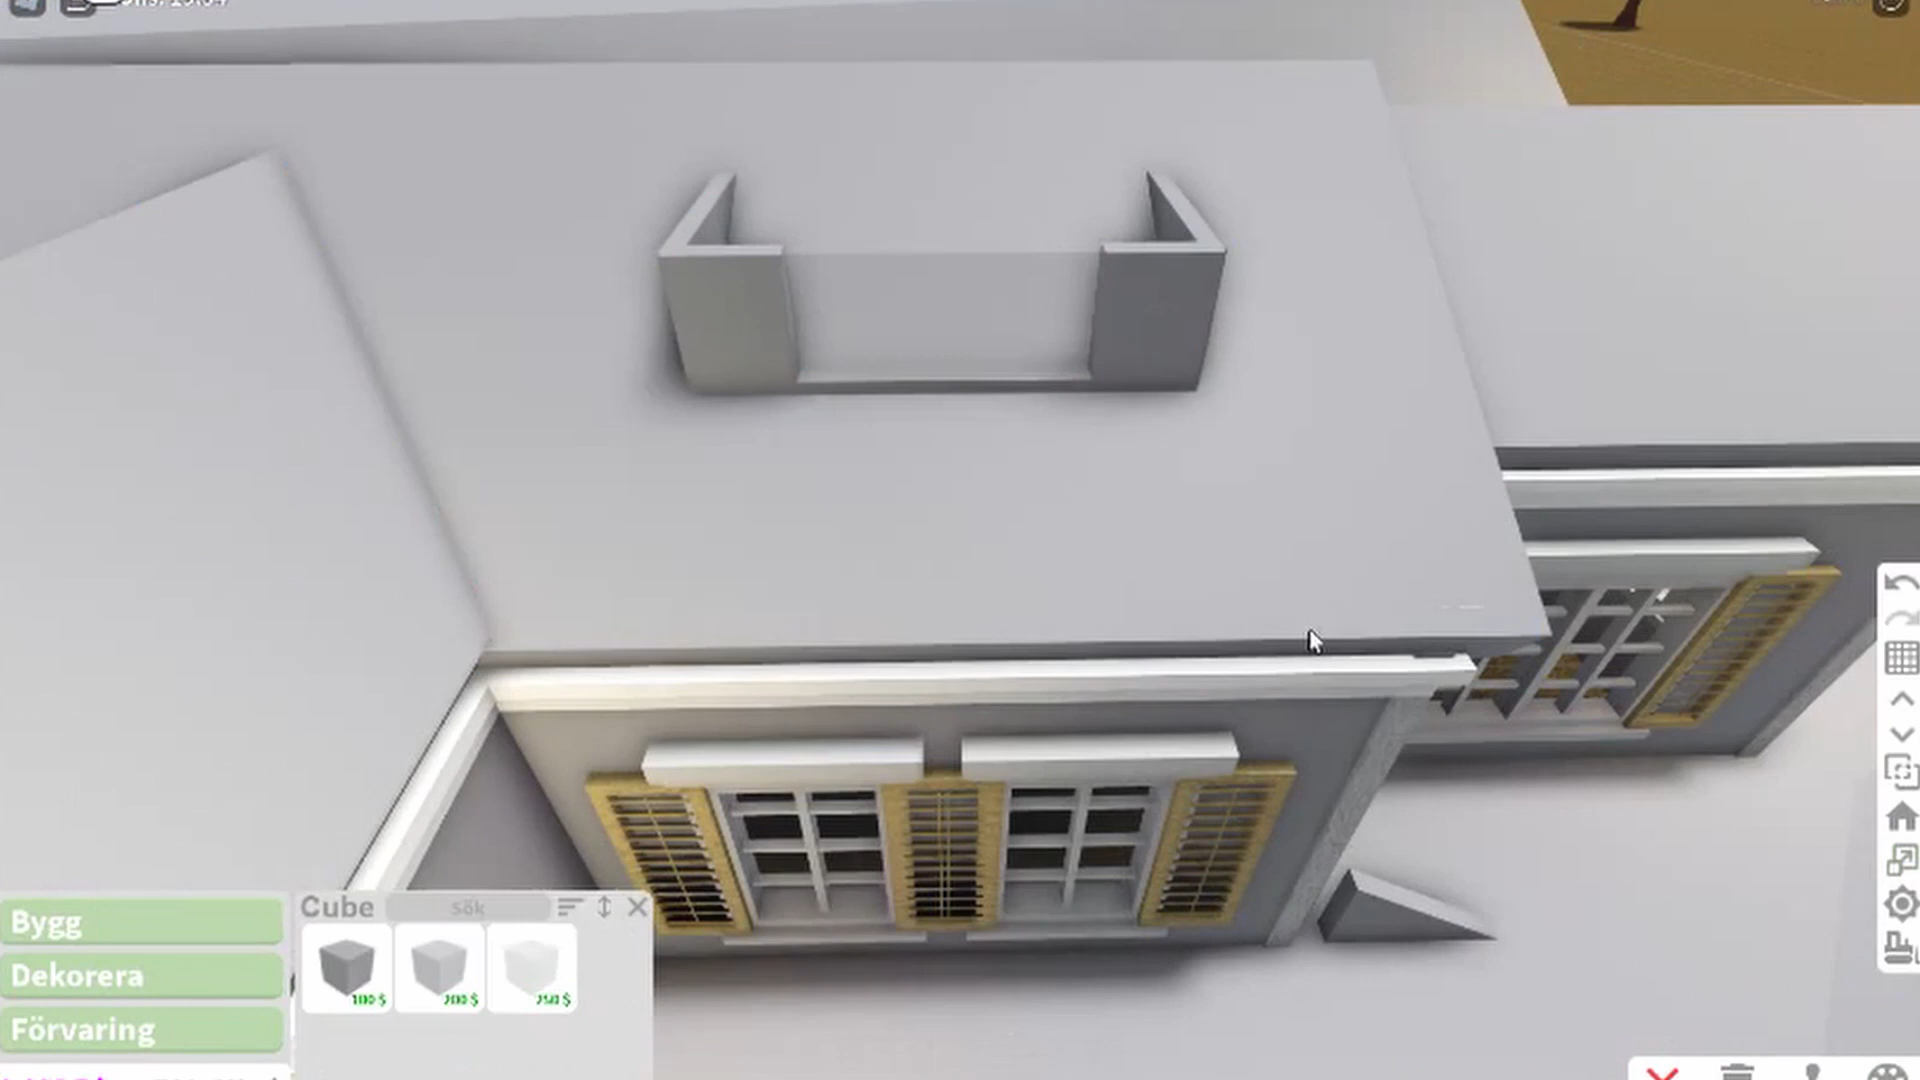 Bygg
Dekorera
Förvaring
Cube
Sök
100 $
200 $
250 $